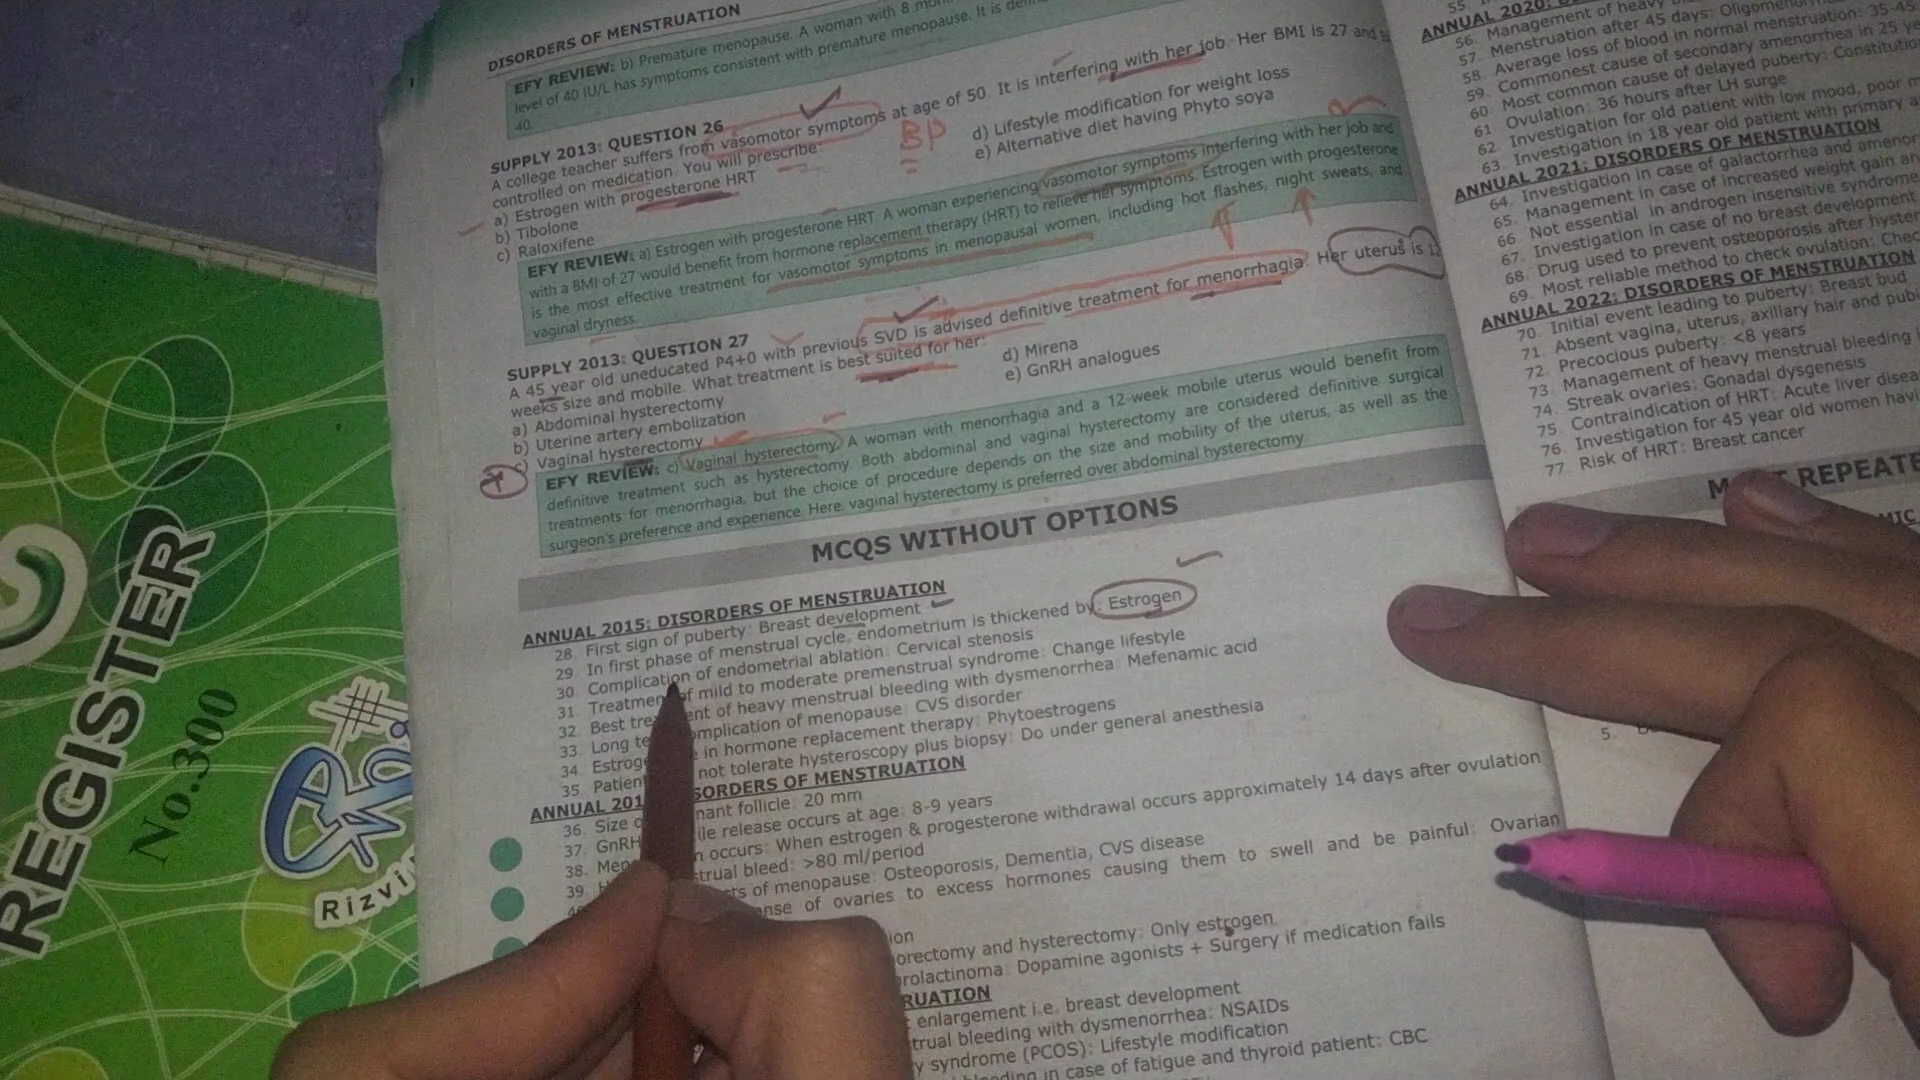 DISORDERS OF MENSTRUATION
EFY REVIEW: b) Premature menopause. A woman with 8
level of 40 IU/L has symptoms consistent with premature menopause. It is
40.
SUPPLY 2013: QUESTION 26
A college teacher suffers from vasomotor symptoms at age of 50. It is interfering with her job. Her BMI is 27 and
controlled on medication. You will prescribe:
BP
a) Estrogen with progesterone HRT
b) Tibolone
c) Raloxifene
d) Lifestyle modification for weight loss
e) Alternative diet having Phyto soya
EFY REVIEW: a) Estrogen with progesterone HRT. A woman experiencing vasomotor symptoms interfering with her job and
with a BMI of 27 would benefit from hormone replacement therapy (HRT) to relieve her symptoms. Estrogen with progesterone
is the most effective treatment for vasomotor symptoms in menopausal women, including hot flashes, night sweats, and
vaginal dryness.
SUPPLY 2013: QUESTION 27
A 45 year old uneducated P4+0 with previous SVD is advised definitive treatment for menorrhagia. Her uterus is 12
weeks size and mobile. What treatment is best suited for her:
a) Abdominal hysterectomy
b) Uterine artery embolization
c) Vaginal hysterectomy
d) Mirena
e) GnRH analogues
EFY REVIEW: c) Vaginal hysterectomy. A woman with menorrhagia and a 12-week mobile uterus would benefit from
definitive treatment such as hysterectomy. Both abdominal and vaginal hysterectomy are considered definitive surgical
treatments for menorrhagia, but the choice of procedure depends on the size and mobility of the uterus, as well as the
surgeon's preference and experience. Here, vaginal hysterectomy is preferred over abdominal hysterectomy
MCQS WITHOUT OPTIONS
ANNUAL 2015: DISORDERS OF MENSTRUATION
28. First sign of puberty: Breast development
29. In first phase of menstrual cycle, endometrium is thickened by: Estrogen
30. Complication of endometrial ablation: Cervical stenosis
31. Treatment of mild to moderate premenstrual syndrome: Change lifestyle
32. Best treatment of heavy menstrual bleeding with dysmenorrhea: Mefenamic acid
33. Long complication of menopause: CVS disorder
34. in hormone replacement therapy: Phytoestrogens
35. Patient not tolerate hysteroscopy plus biopsy: Do under general anesthesia
ANNUAL DISORDERS OF MENSTRUATION
36. Size follicle: 20 mm
37. GnRH release occurs at age: 8-9 years
38. occurs: When estrogen & progesterone withdrawal occurs approximately 14 days after ovulation
39. bleed: >80 ml/period
of menopause: Osteoporosis, Dementia, CVS disease
of ovaries to excess hormones causing them to swell and be painful: Ovarian
and hysterectomy: Only estrogen
Dopamine agonists + Surgery if medication fails
enlargement i.e. breast development
bleeding with dysmenorrhea: NSAIDs
syndrome (PCOS): Lifestyle modification
in case of fatigue and thyroid patient: CBC
55
ANNUAL 2020:
56. Management of heavy
57. Menstruation after 45 days:
58. Average loss of blood in normal menstruation: 35-45
59. Commonest cause of secondary amenorrhea in 25
60. Most common cause of delayed puberty:
61. Ovulation: 36 hours after LH surge
62. Investigation for old patient with low mood, poor
63. Investigation in 18 year old patient with primary
ANNUAL 2021: DISORDERS OF MENSTRUATION
64. Investigation in case of galactorrhea and
65. Management in case of increased weight gain
66. Not essential in androgen insensitive syndrome
67. Investigation in case of no breast development
68. Drug used to prevent osteoporosis after
69. Most reliable method to check ovulation:
ANNUAL 2022: DISORDERS OF MENSTRUATION
70. Initial event leading to puberty: Breast bud
71. Absent vagina, uterus, axillary hair and
72. Precocious puberty: <8 years
73. Management of heavy menstrual bleeding
74. Streak ovaries: Gonadal dysgenesis
75. Contraindication of HRT: Acute liver
76. Investigation for 45 year old women
77. Risk of HRT: Breast cancer
REPEATE
5.
REGISTER
No.300
Rizvi